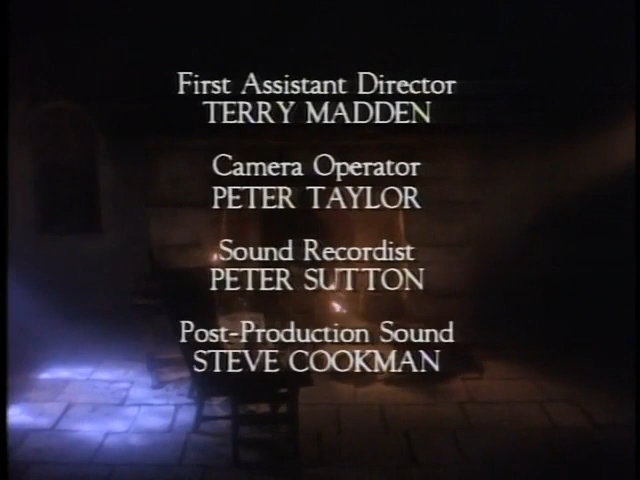 First Assistant Director
TERRY MADDEN
Camera Operator
PETER TAYLOR
Sound Recordist
PETER SUTTON
Post-Production Sound
STEVE COOKMAN